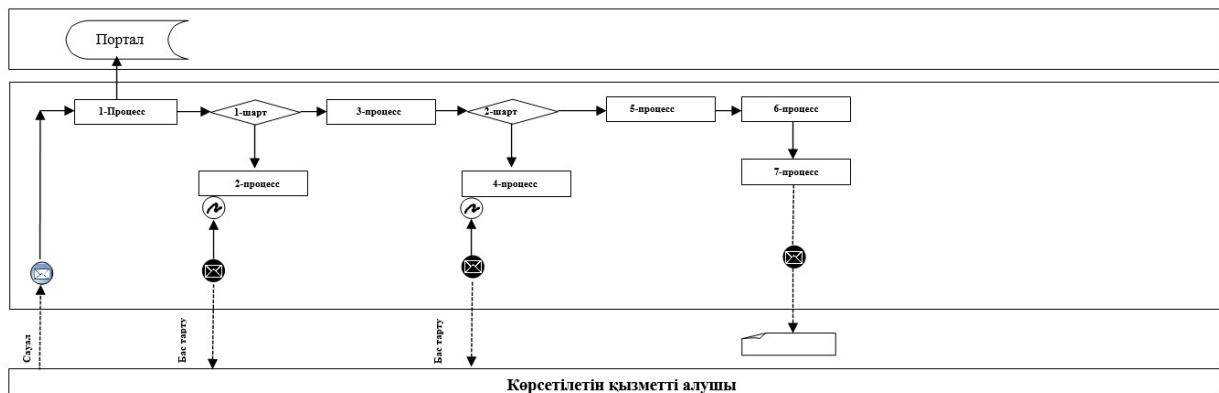 Портал
1-Процесс
1-шарт
3-процесс
2-шарт
5-процесс
6-процесс
2-процесс
4-процесс
7-процесс
Сауал
Бас тарту
Бас тарту
Көрсетілетін қызметті алушы